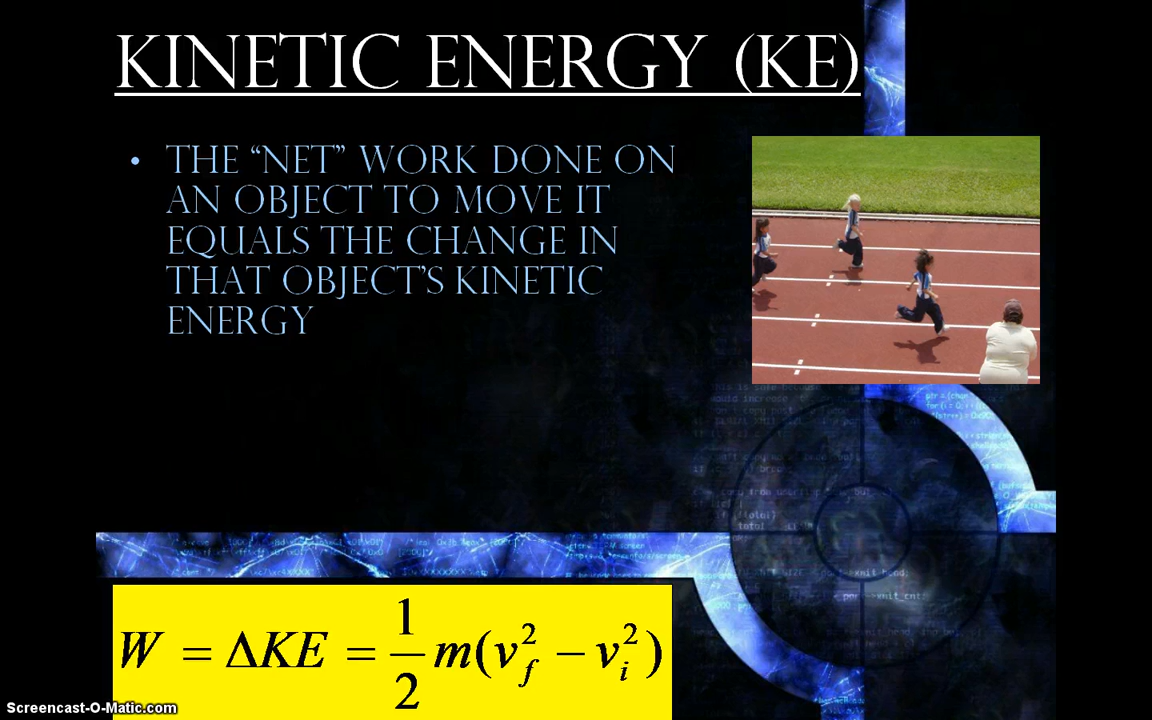 KINETIC ENERGY (KE)
• THE “NET” WORK DONE ON
AN OBJECT TO MOVE IT
EQUALS THE CHANGE IN
THAT OBJECT’S KINETIC
ENERGY
W = ΔKE = 1/2 m(v_f^2 − v_i^2)
Screencast-O-Matic.com